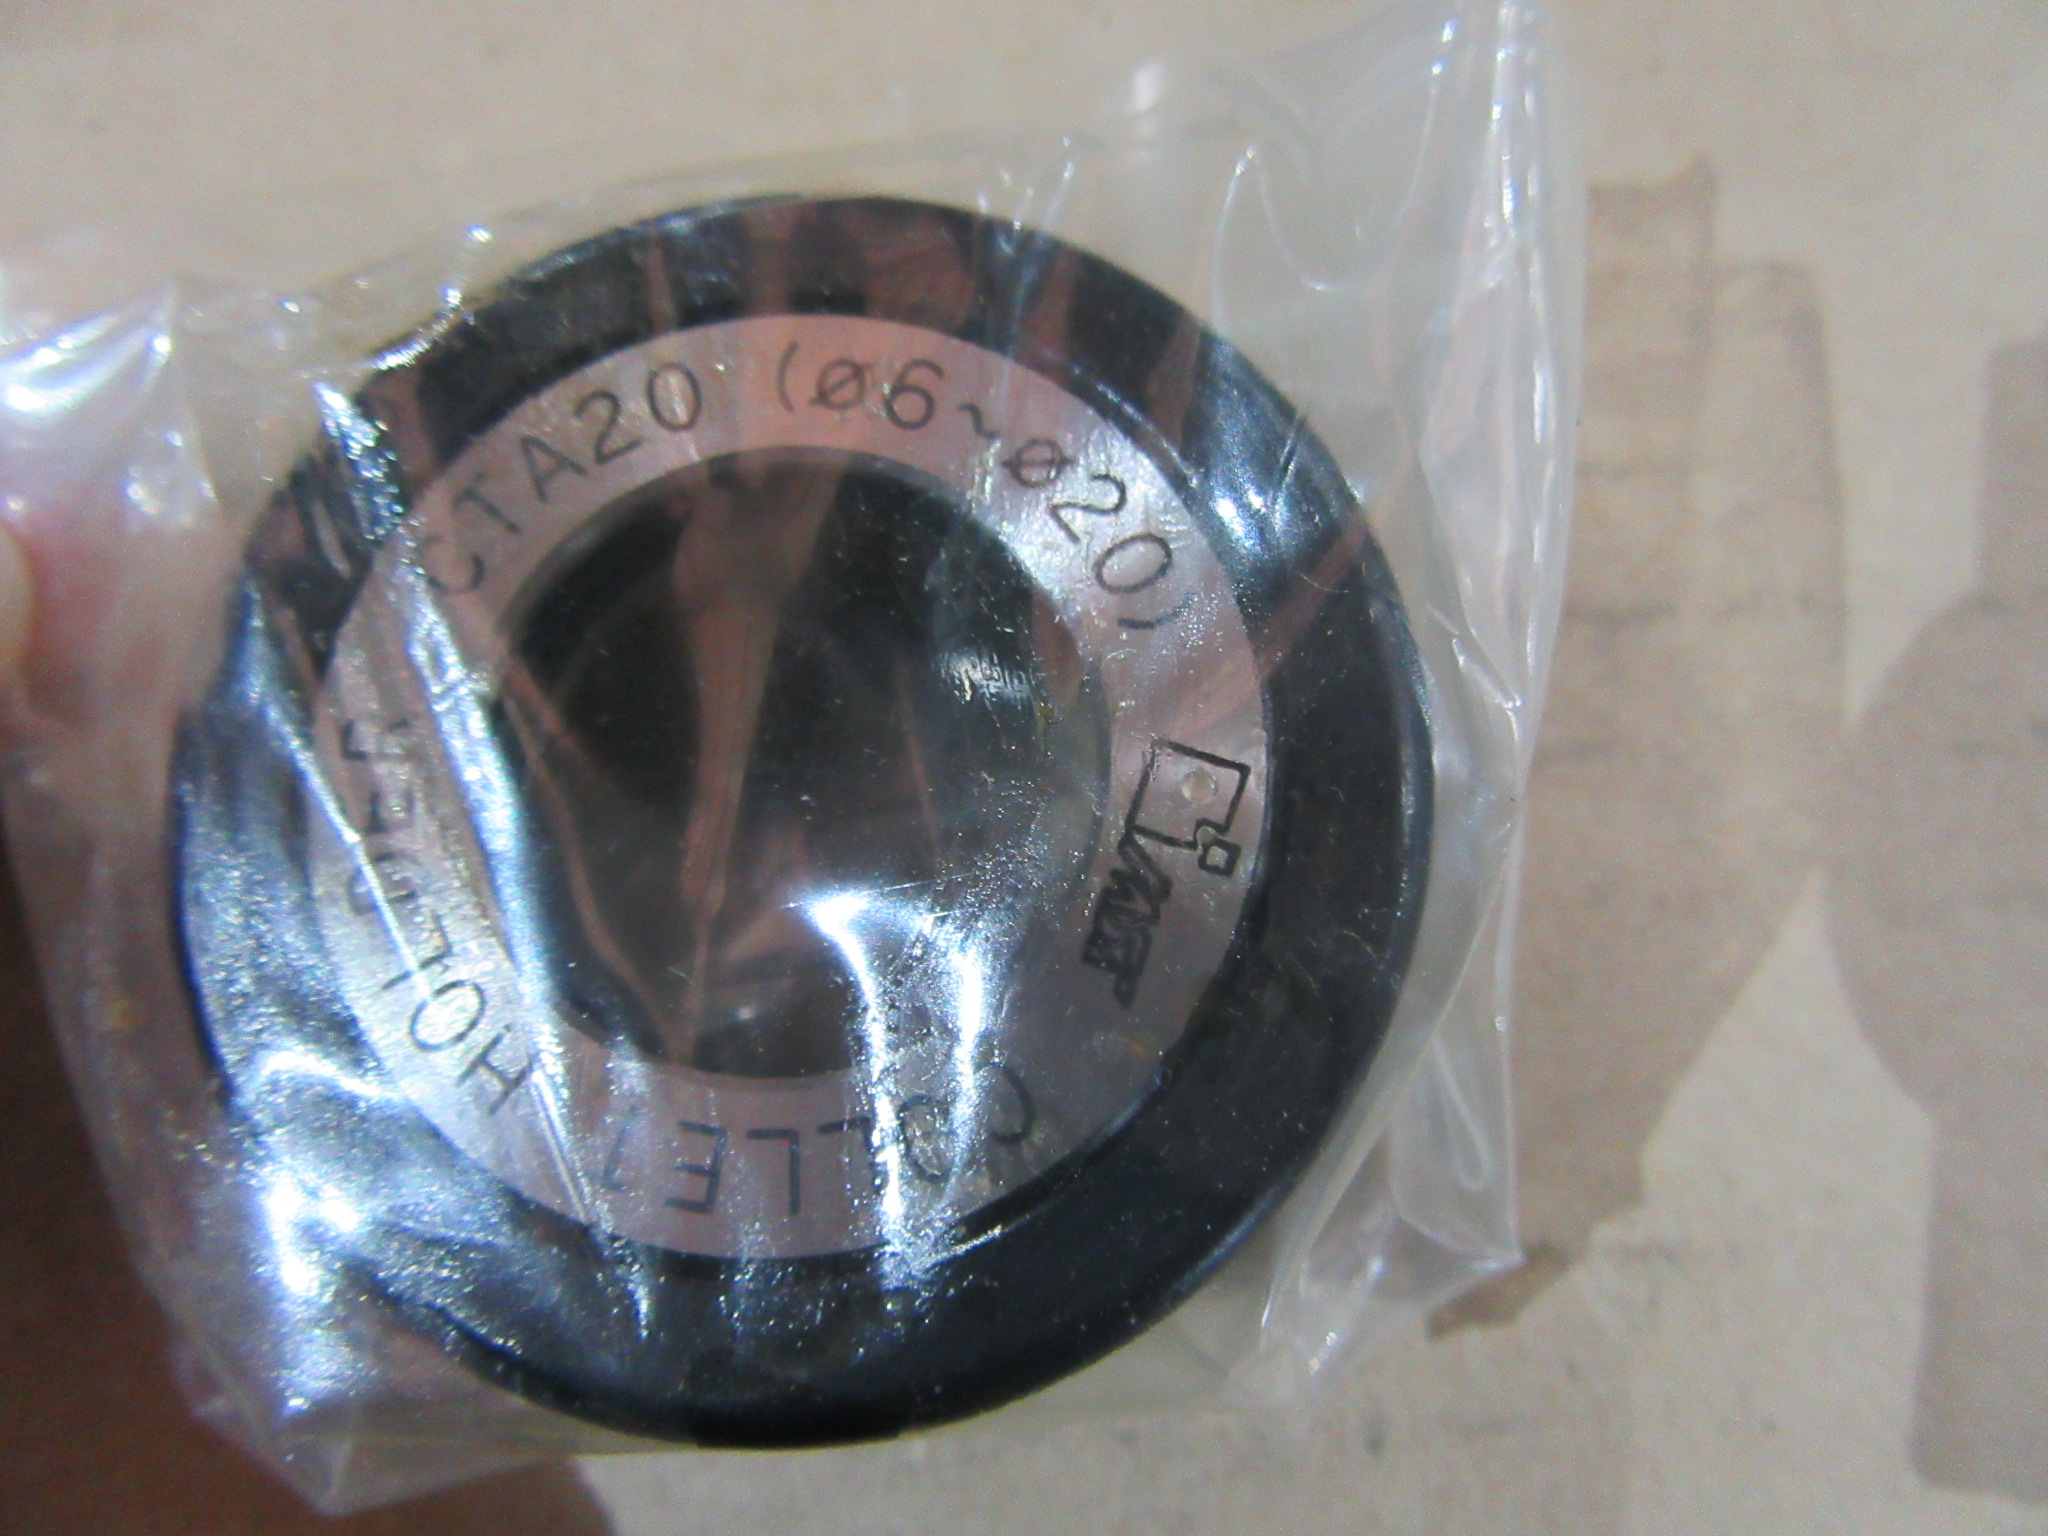 CTA20 (ø6~ø20)
COLLET HOLDER